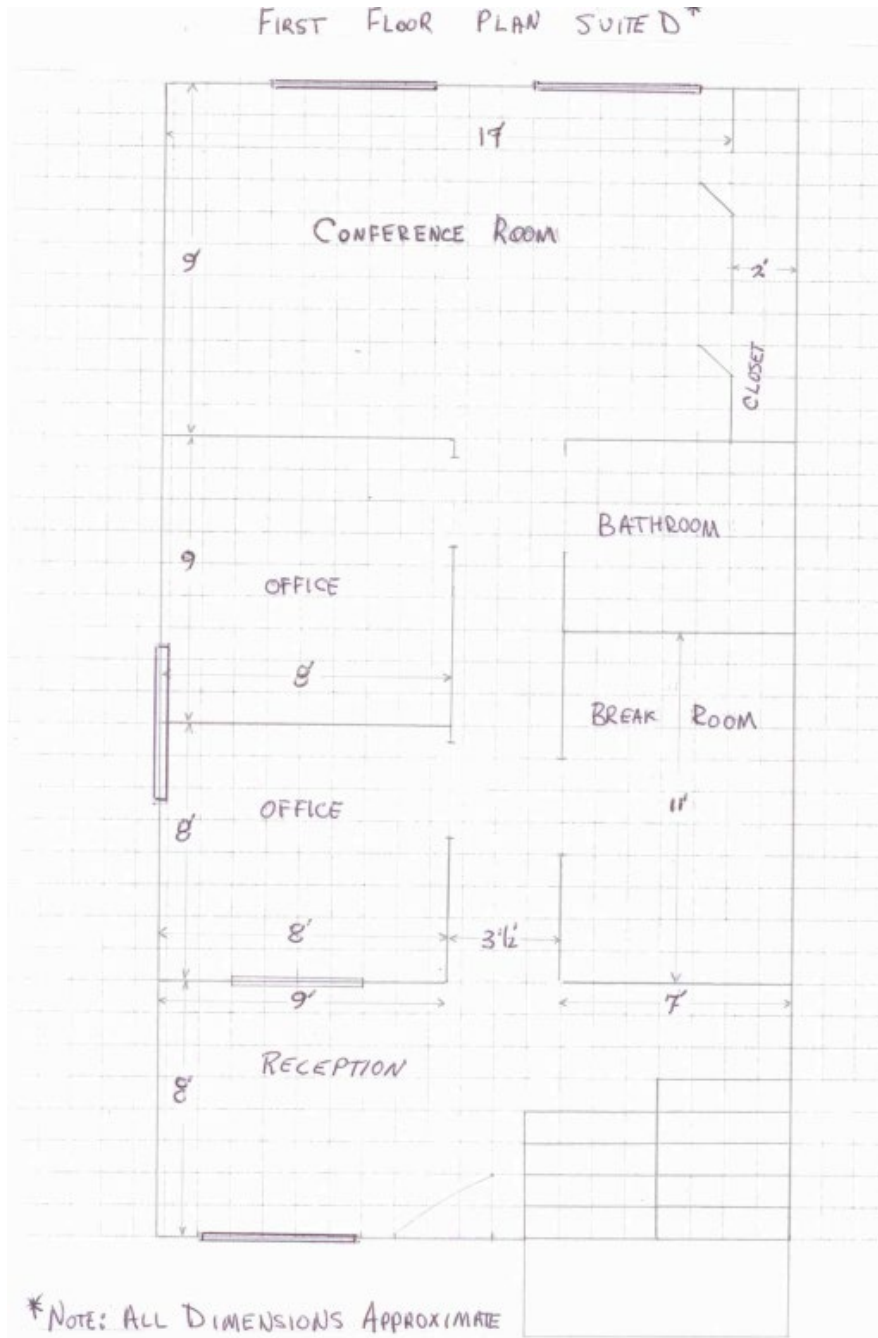 FIRST FLOOR PLAN SUITE D*
17'
CONFERENCE ROOM
9'
2'
CLOSET
BATHROOM
9
OFFICE
8'
BREAK ROOM
OFFICE
11'
8'
8'
3 1/2'
9'
7'
RECEPTION
8'
*NOTE: ALL DIMENSIONS APPROXIMATE